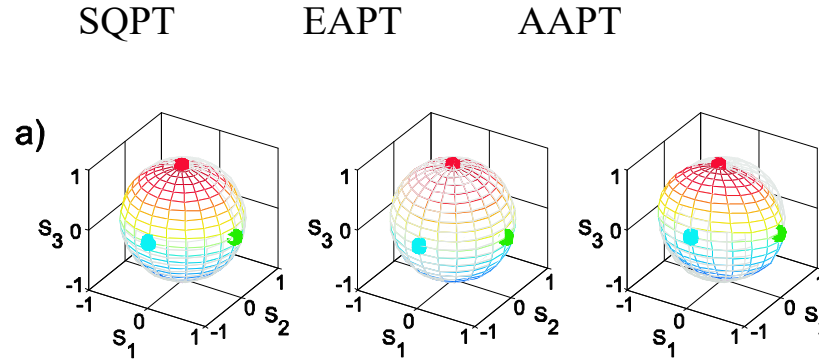 SQPT EAPT AAPT
a)
1 0 -1 S3 -1 0 1 S1 -1 0 1 S2
1 0 -1 S3 -1 0 1 S1 -1 0 1 S2
1 0 -1 S3 -1 0 1 S1 -1 0 1 S2